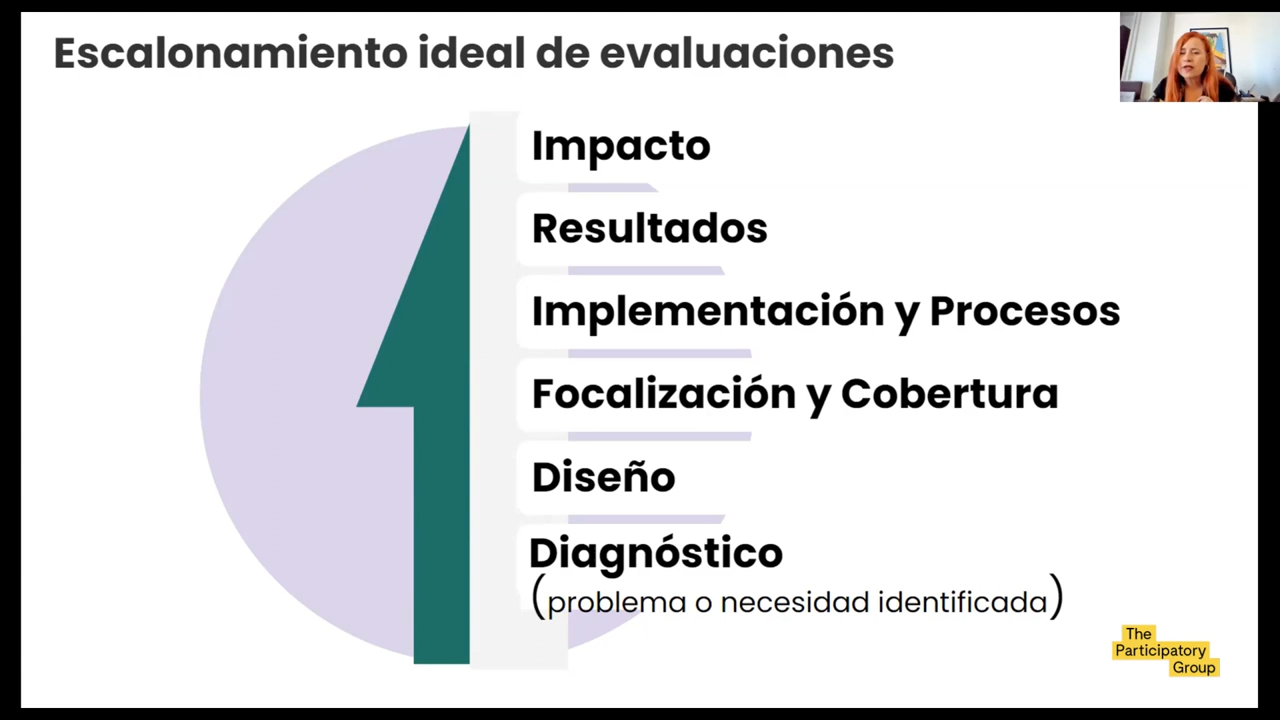 Escalonamiento ideal de evaluaciones
Impacto
Resultados
Implementación y Procesos
Focalización y Cobertura
Diseño
Diagnóstico
(problema o necesidad identificada)
The
Participatory
Group